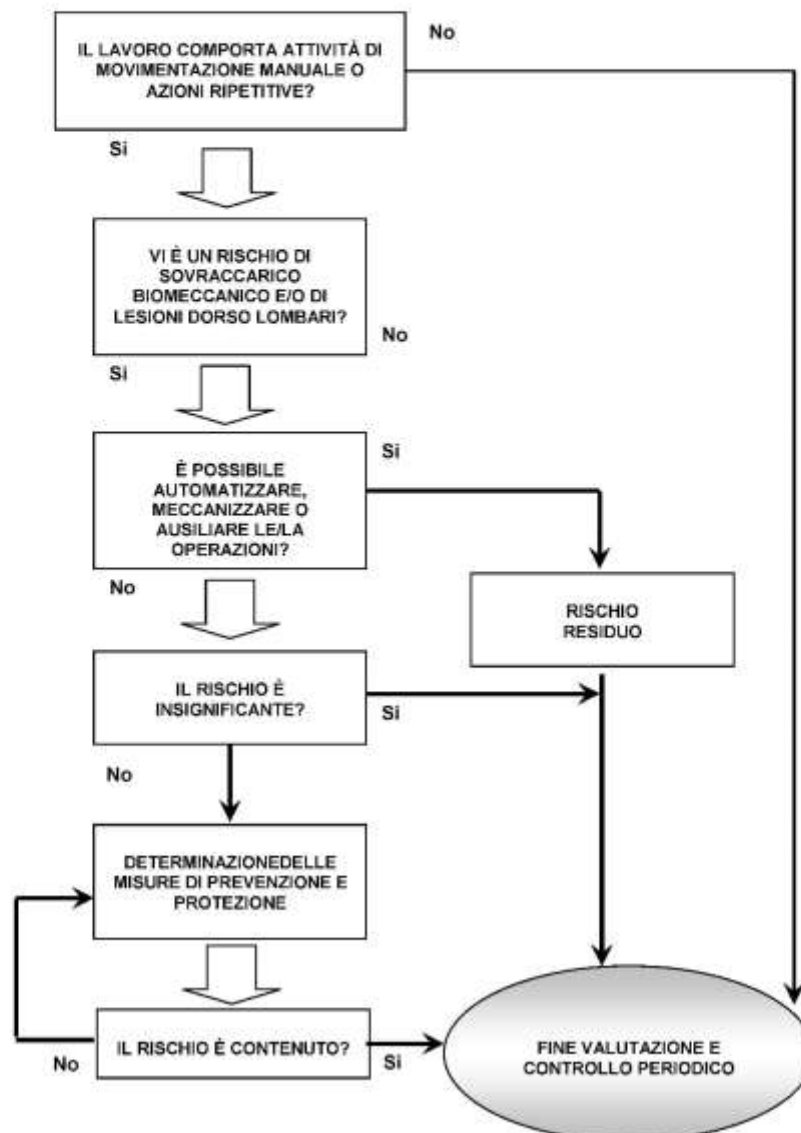 IL LAVORO COMPORTA ATTIVITÀ DI
MOVIMENTAZIONE MANUALE O
AZIONI RIPETITIVE?
No
Si
VI È UN RISCHIO DI
SOVRACCARICO
BIOMECCANICO E/O DI
LESIONI DORSO LOMBARI?
No
Si
È POSSIBILE
AUTOMATIZZARE,
MECCANIZZARE O
AUSILIARE LE/LA
OPERAZIONI?
Si
No
RISCHIO
RESIDUO
IL RISCHIO È
INSIGNIFICANTE?
Si
No
DETERMINAZIONEDELLE
MISURE DI PREVENZIONE E
PROTEZIONE
IL RISCHIO È CONTENUTO?
No
Si
FINE VALUTAZIONE E
CONTROLLO PERIODICO